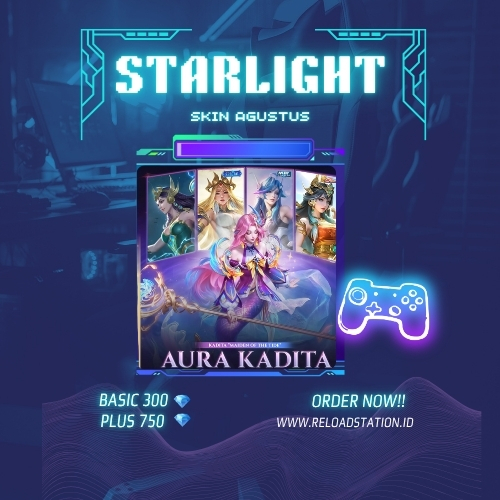 STARLIGHT
SKIN AGUSTUS
KADITA "MAIDEN OF THE TIDE"
AURA KADITA
BASIC 300
PLUS 750
ORDER NOW!!
WWW.RELOADSTATION.ID